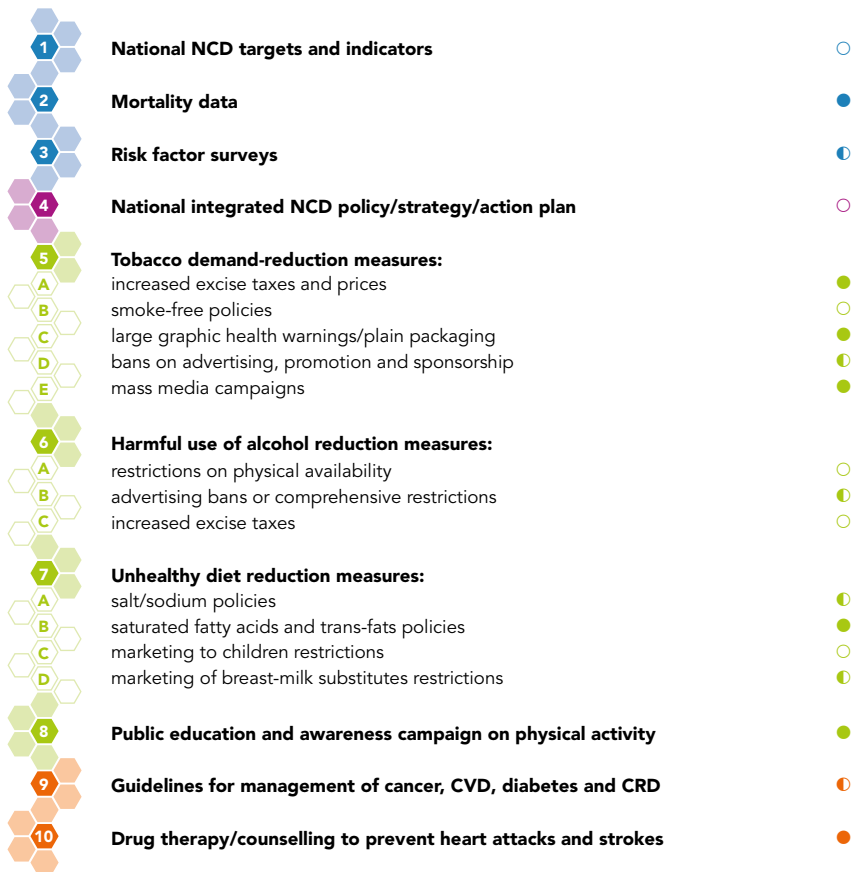 1 National NCD targets and indicators ○
2 Mortality data ●
3 Risk factor surveys ◐
4 National integrated NCD policy/strategy/action plan ○
5 Tobacco demand-reduction measures:
A increased excise taxes and prices ●
B smoke-free policies ○
C large graphic health warnings/plain packaging ●
D bans on advertising, promotion and sponsorship ◐
E mass media campaigns ●
6 Harmful use of alcohol reduction measures:
A restrictions on physical availability ○
B advertising bans or comprehensive restrictions ◐
C increased excise taxes ○
7 Unhealthy diet reduction measures:
A salt/sodium policies ◐
B saturated fatty acids and trans-fats policies ●
C marketing to children restrictions ○
D marketing of breast-milk substitutes restrictions ◐
8 Public education and awareness campaign on physical activity ●
9 Guidelines for management of cancer, CVD, diabetes and CRD ◐
10 Drug therapy/counselling to prevent heart attacks and strokes ●